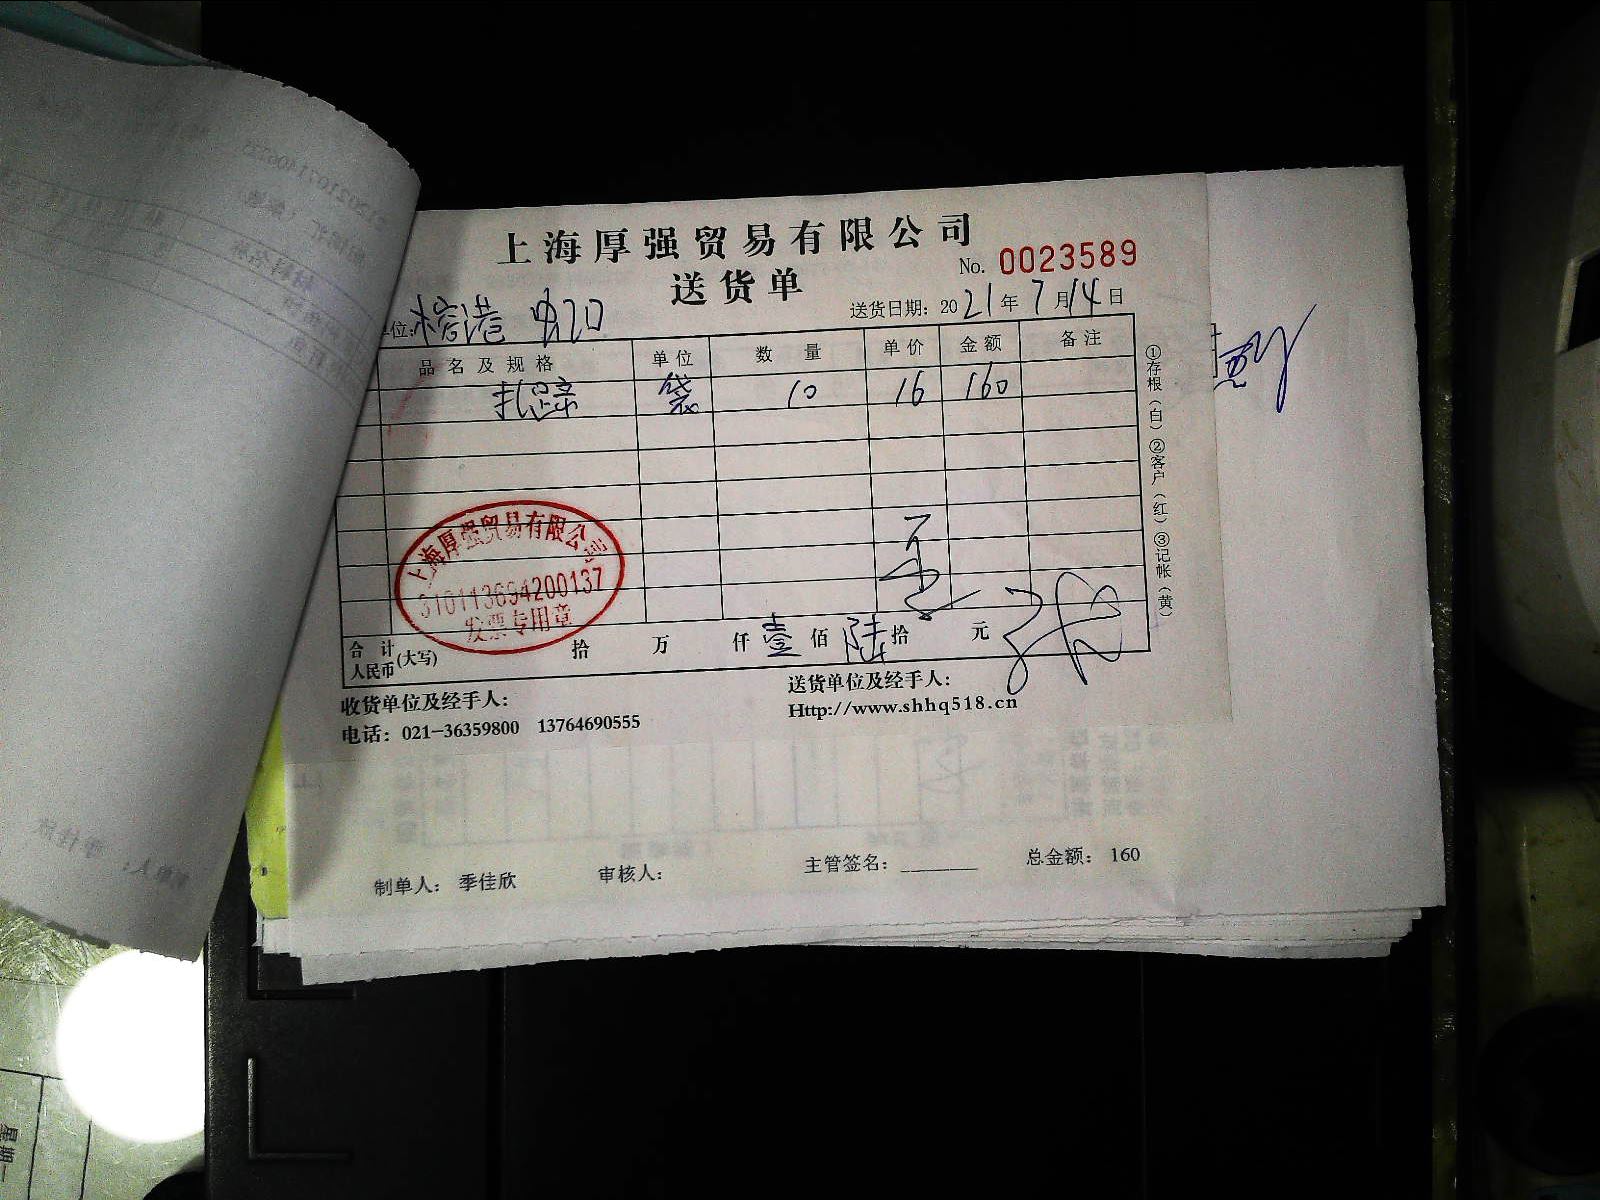 上海厚强贸易有限公司
送货单
No. 0023589
位: 榕港
送货日期: 2021年7月14日
品名及规格 单位 数量 单价 金额 备注
扎 袋 10 16 160
①存根(白) ②客户(红) ③记帐(黄)
上海厚强贸易有限公司
310113694200137
发票专用章
合计人民币(大写) 拾 万 仟 壹 佰 陆 拾 元
收货单位及经手人:
送货单位及经手人:
电话: 021-36359800 13764690555
Http://www.shhq518.cn
制单人: 季佳欣 审核人: 主管签名: 总金额: 160